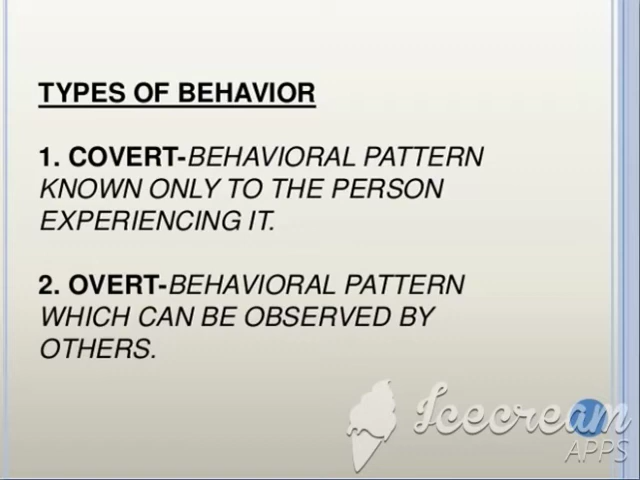 TYPES OF BEHAVIOR
1. COVERT-BEHAVIORAL PATTERN
KNOWN ONLY TO THE PERSON
EXPERIENCING IT.
2. OVERT-BEHAVIORAL PATTERN
WHICH CAN BE OBSERVED BY
OTHERS.
Icecream
APPS